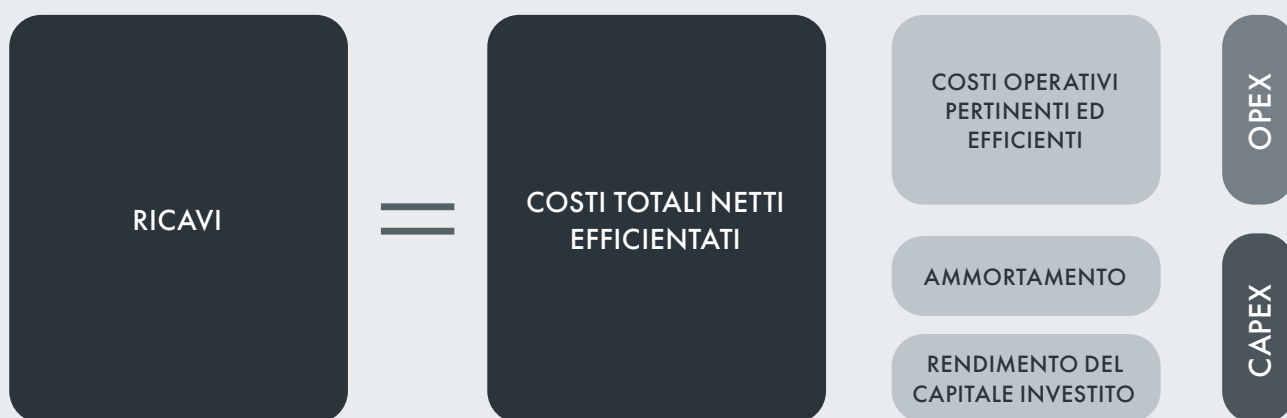 RICAVI
COSTI TOTALI NETTI
EFFICIENTATI
COSTI OPERATIVI
PERTINENTI ED
EFFICIENTI
OPEX
AMMORTAMENTO
RENDIMENTO DEL
CAPITALE INVESTITO
CAPEX